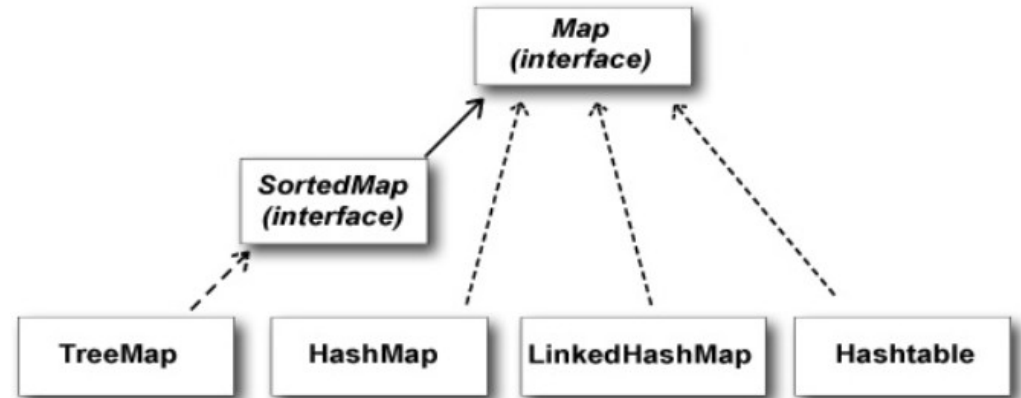 Map
(interface)
SortedMap
(interface)
TreeMap
HashMap
LinkedHashMap
Hashtable